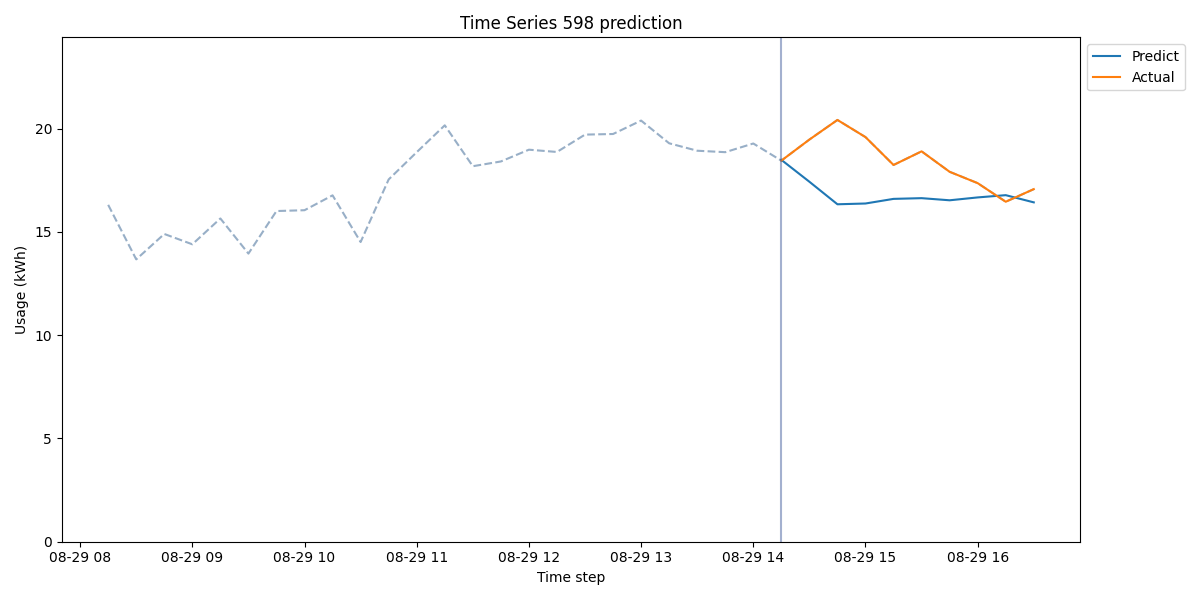 Time Series 598 prediction
Predict
Actual
Usage (kWh)
20
15
10
5
0
08-29 08 08-29 09 08-29 10 08-29 11 08-29 12 08-29 13 08-29 14 08-29 15 08-29 16
Time step